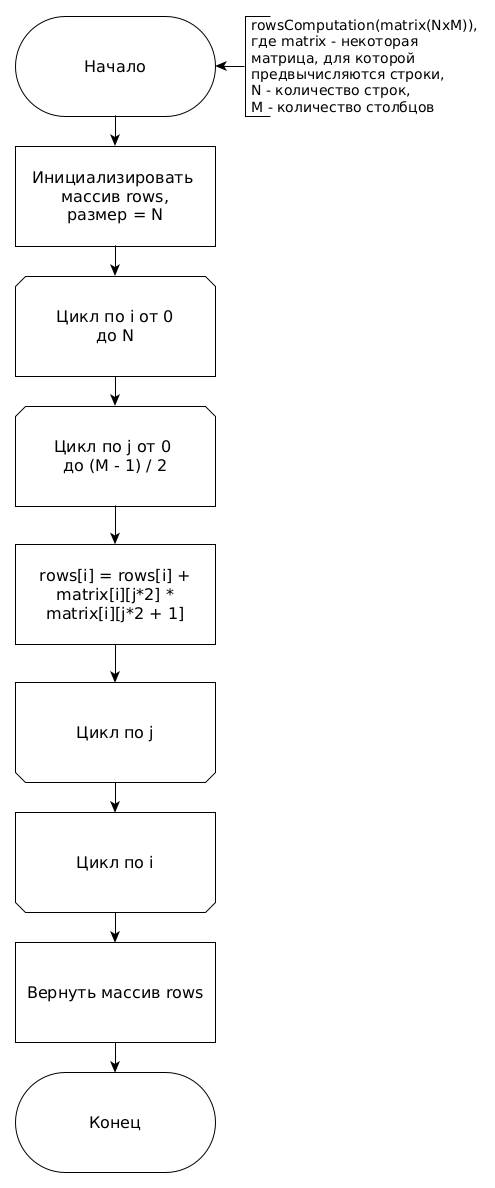 Начало
rowsComputation(matrix(NxM)),
где matrix - некоторая
матрица, для которой
предвычисляются строки,
N - количество строк,
M - количество столбцов
Инициализировать
массив rows,
размер = N
Цикл по i от 0
до N
Цикл по j от 0
до (M - 1) / 2
rows[i] = rows[i] +
matrix[i][j*2] *
matrix[i][j*2 + 1]
Цикл по j
Цикл по i
Вернуть массив rows
Конец